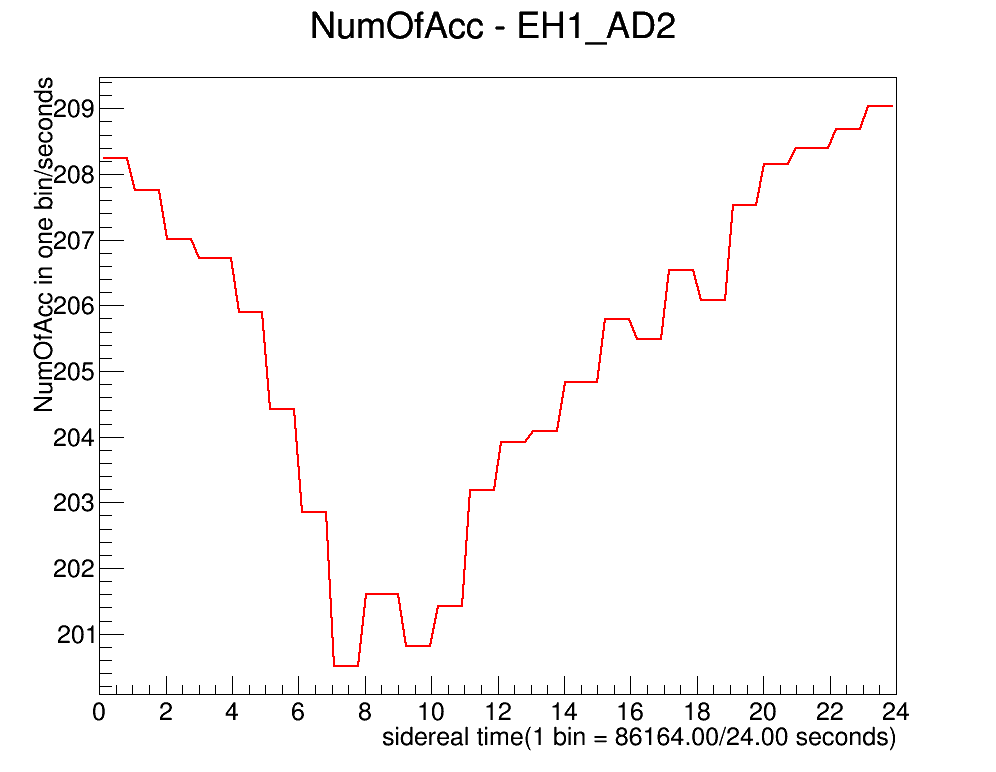 NumOfAcc - EH1_AD2
NumOfAcc in one bin/seconds
209
208
207
206
205
204
203
202
201
0 2 4 6 8 10 12 14 16 18 20 22 24
sidereal time(1 bin = 86164.00/24.00 seconds)